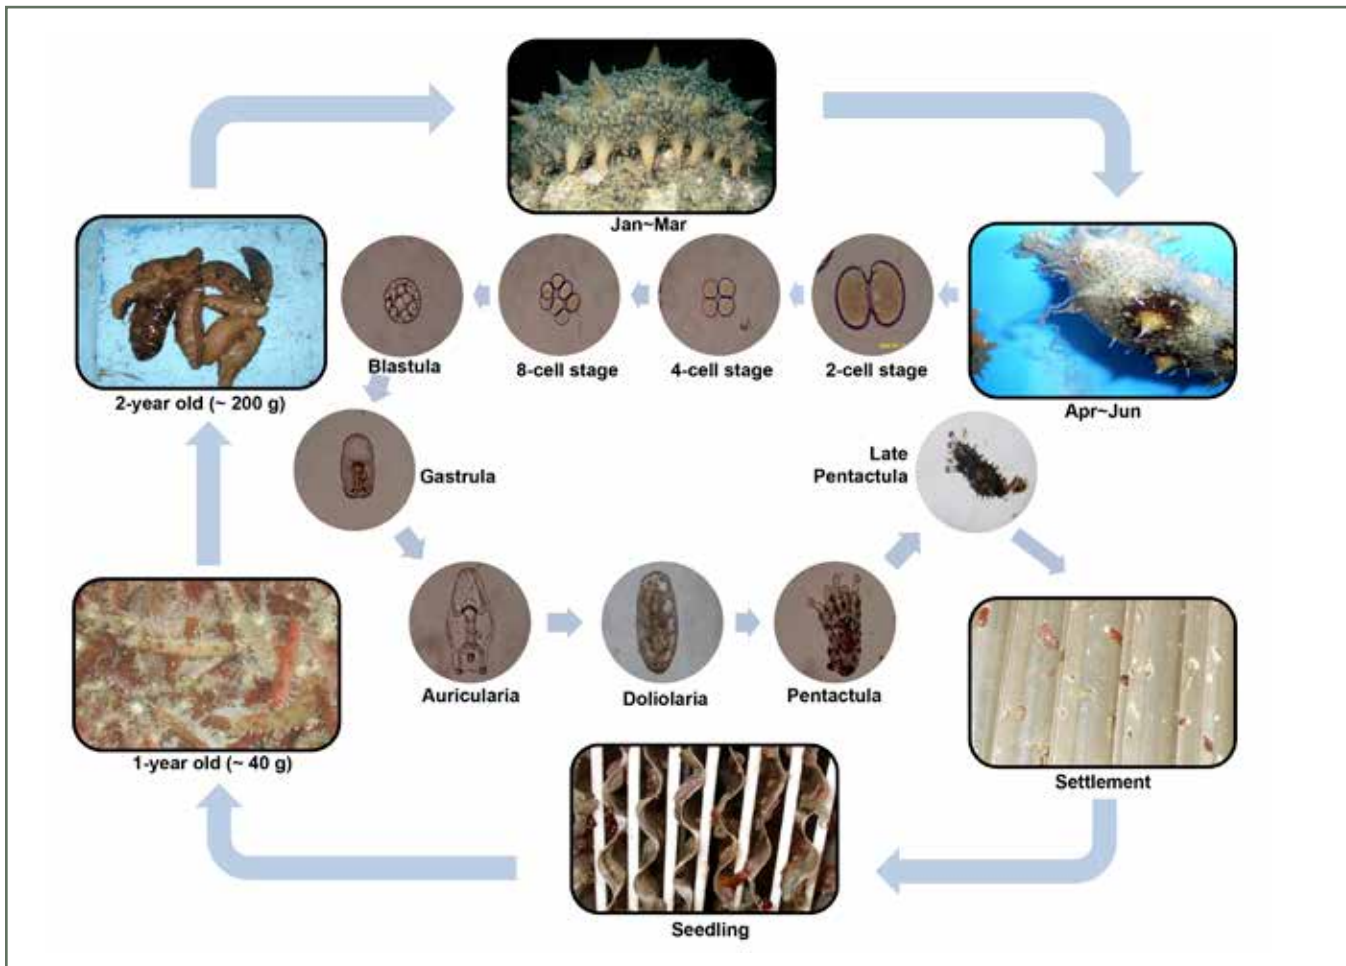 Jan~Mar
Blastula
8-cell stage
4-cell stage
2-cell stage
2-year old (~ 200 g)
Apr~Jun
Gastrula
Late
Pentactula
Auricularia
Doliolaria
Pentactula
1-year old (~ 40 g)
Settlement
Seedling